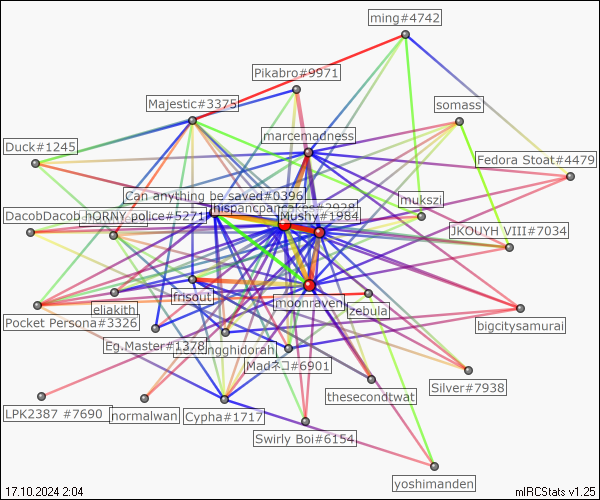 ming#4742
Pikabro#9971
Majestic#3375
somass
marcemadness
Duck#1245
Fedora Stoat#4479
Can anything be saved#0396
mukszi
DacobDacob
hORNY police#5271
Mushy#1984
JKOUYH VIII#7034
eliakith
frisout
moonraven
zebula
Pocket Persona#3326
bigcitysamurai
Eg.Master#1378
ngghidorah
Madネコ#6901
Silver#7938
thesecondtwat
LPK2387 #7690
normalwan
Cypha#1717
Swirly Boi#6154
yoshimanden
17.10.2024 2:04
mIRCStats v1.25